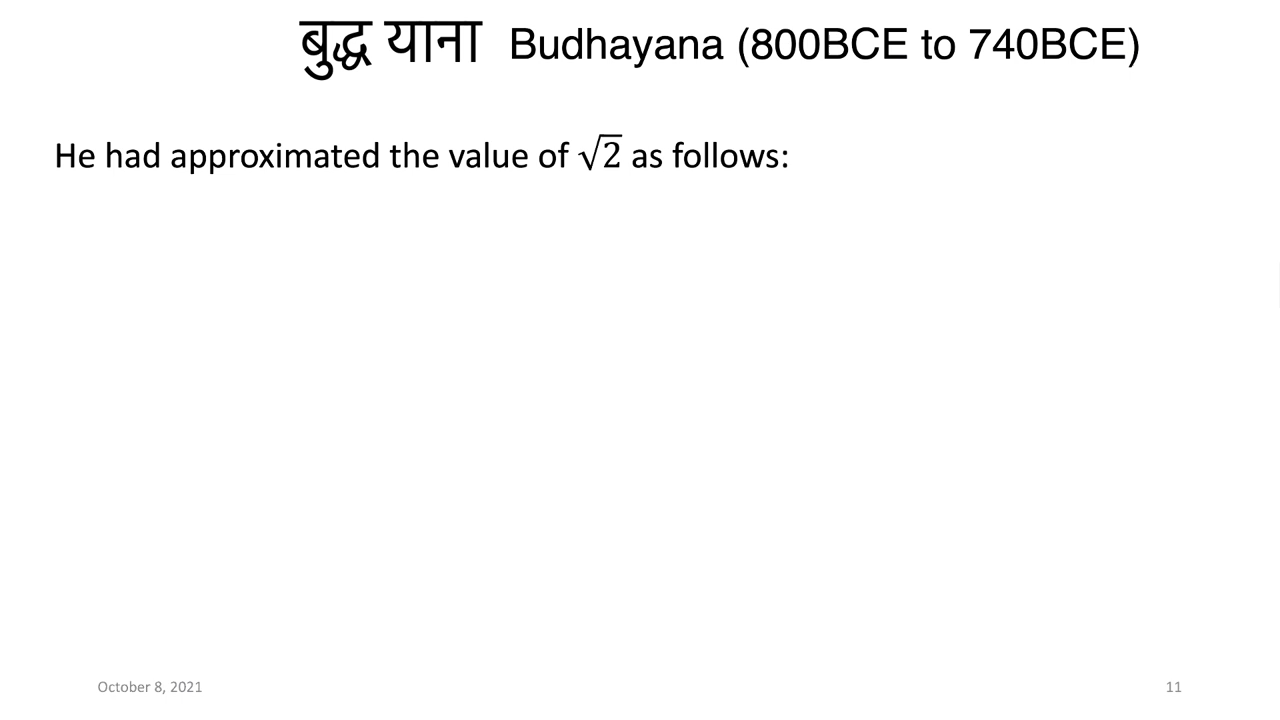 बुद्ध याना Budhayana (800BCE to 740BCE)
He had approximated the value of √2 as follows:
October 8, 2021
11